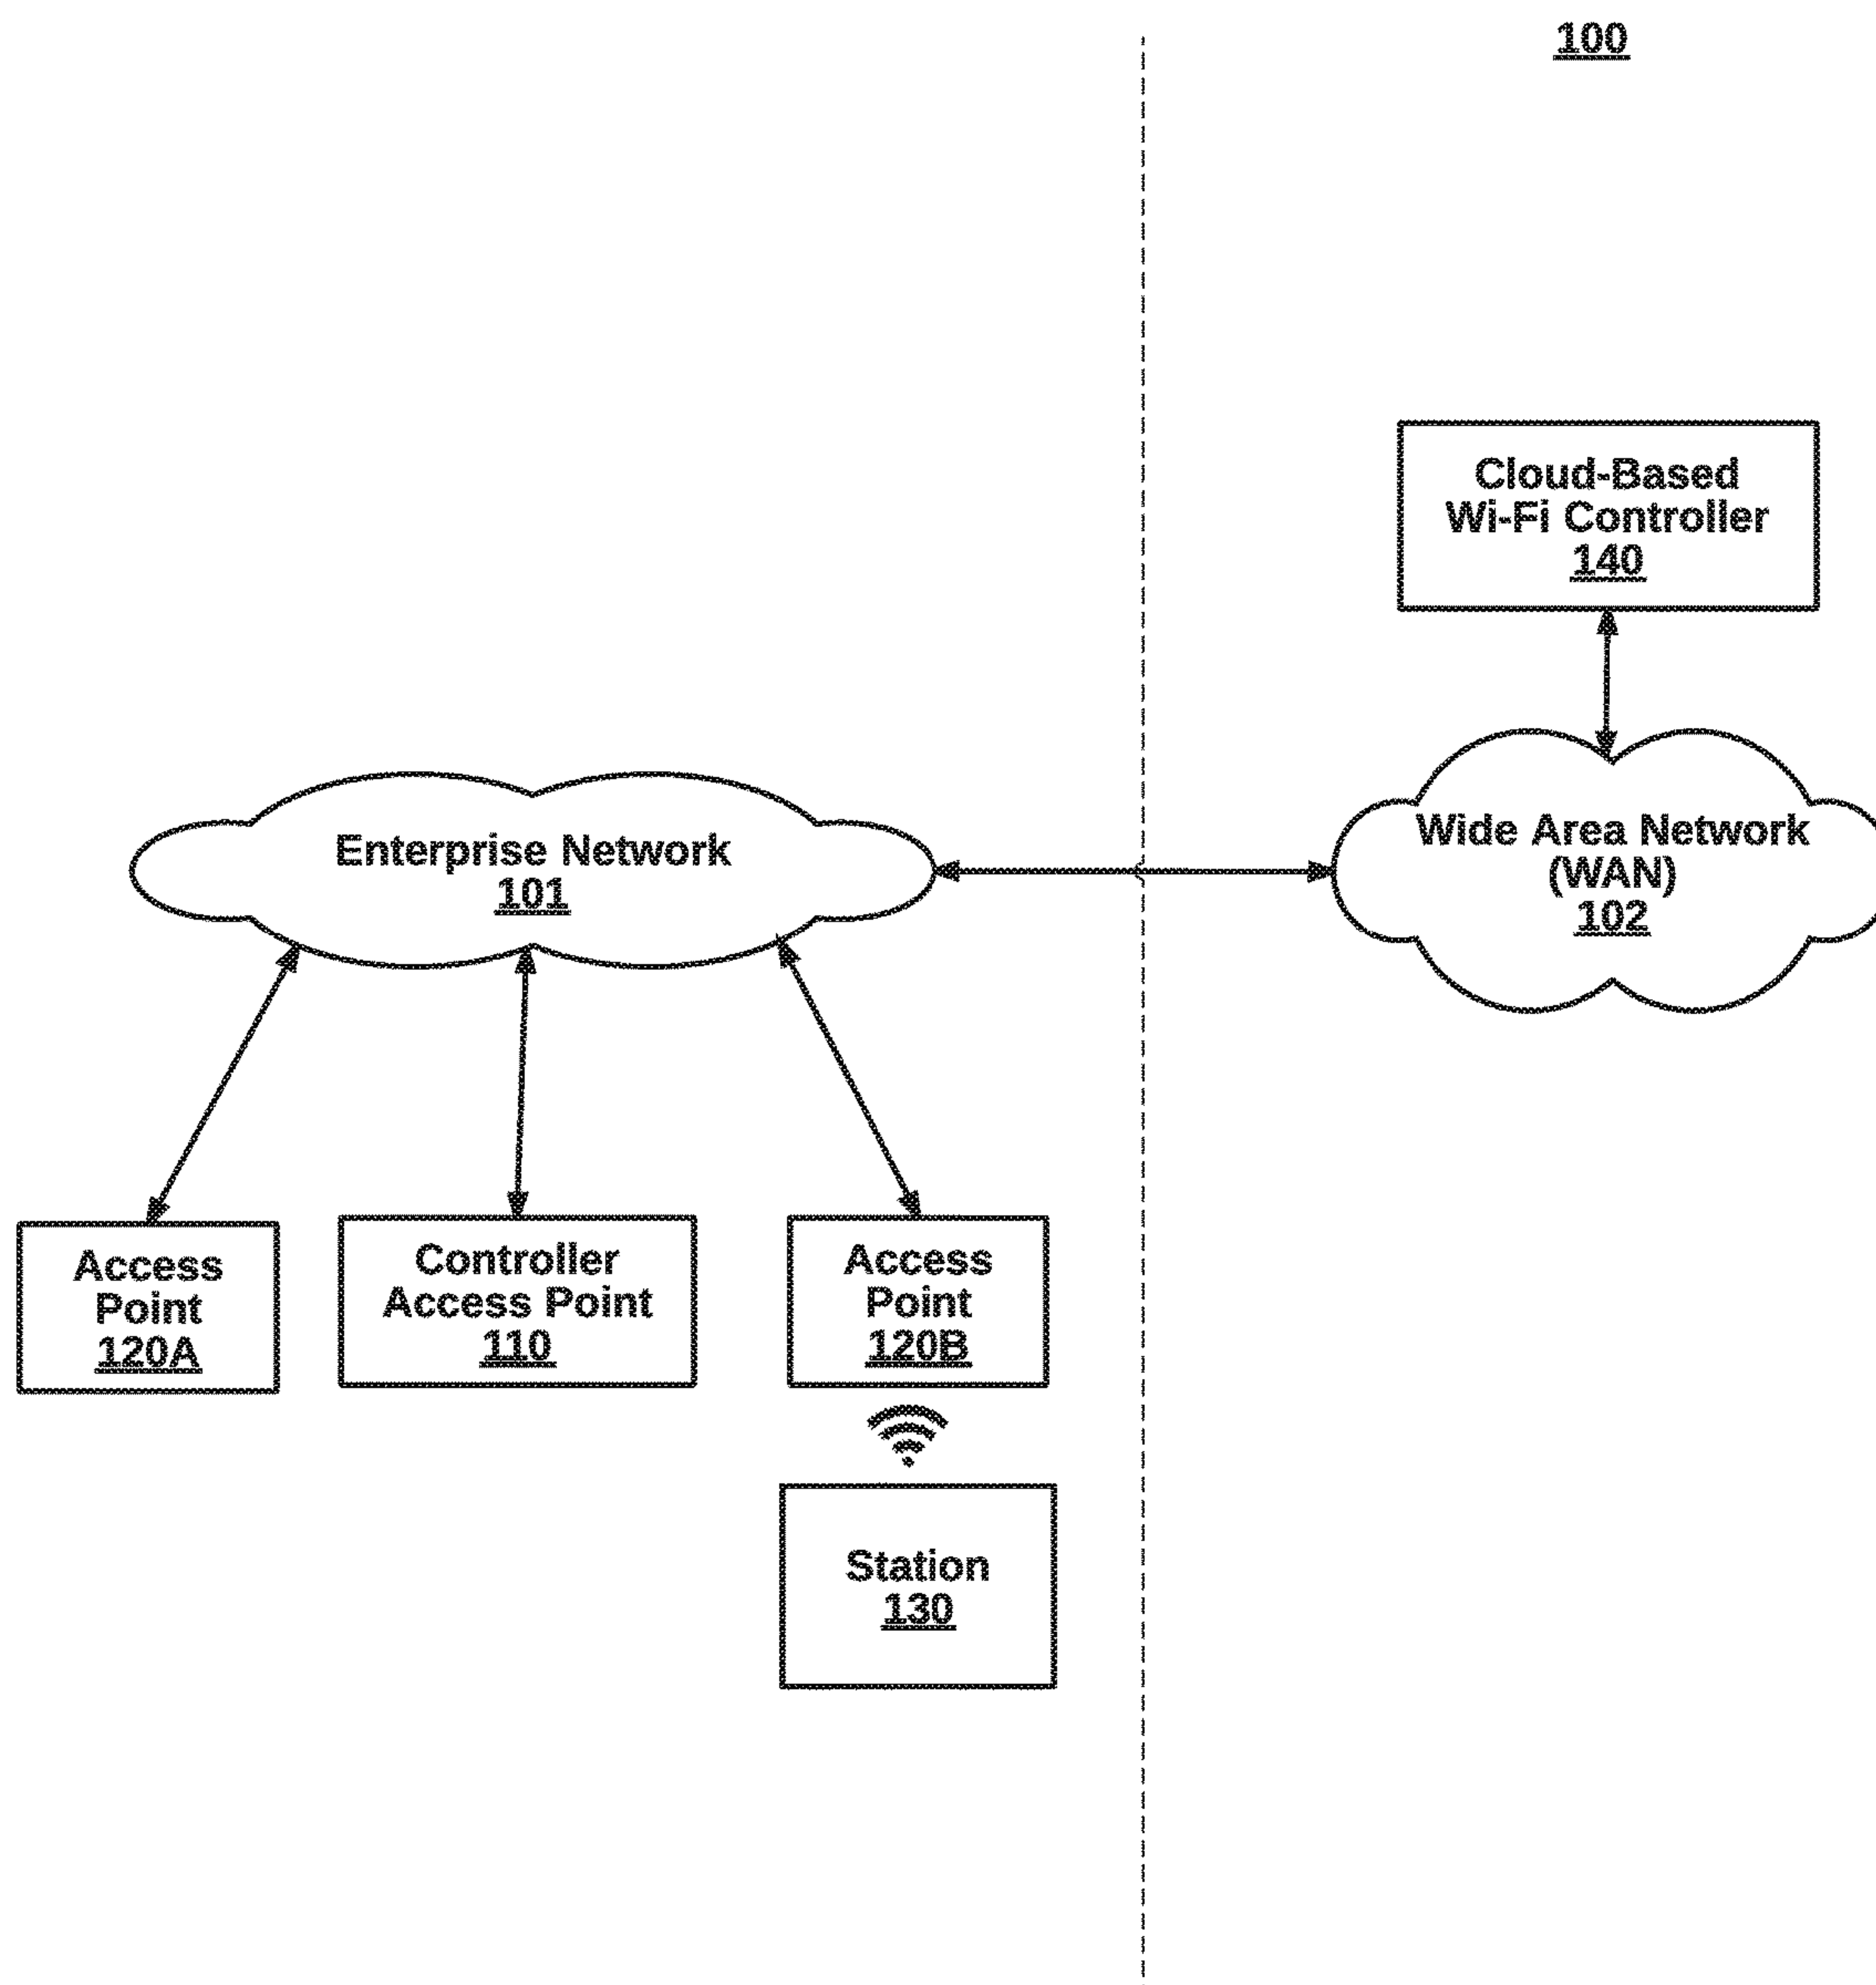 100
Cloud-Based
Wi-Fi Controller
140
Enterprise Network
101
Wide Area Network
(WAN)
102
Access
Point
120A
Controller
Access Point
110
Access
Point
120B
Station
130